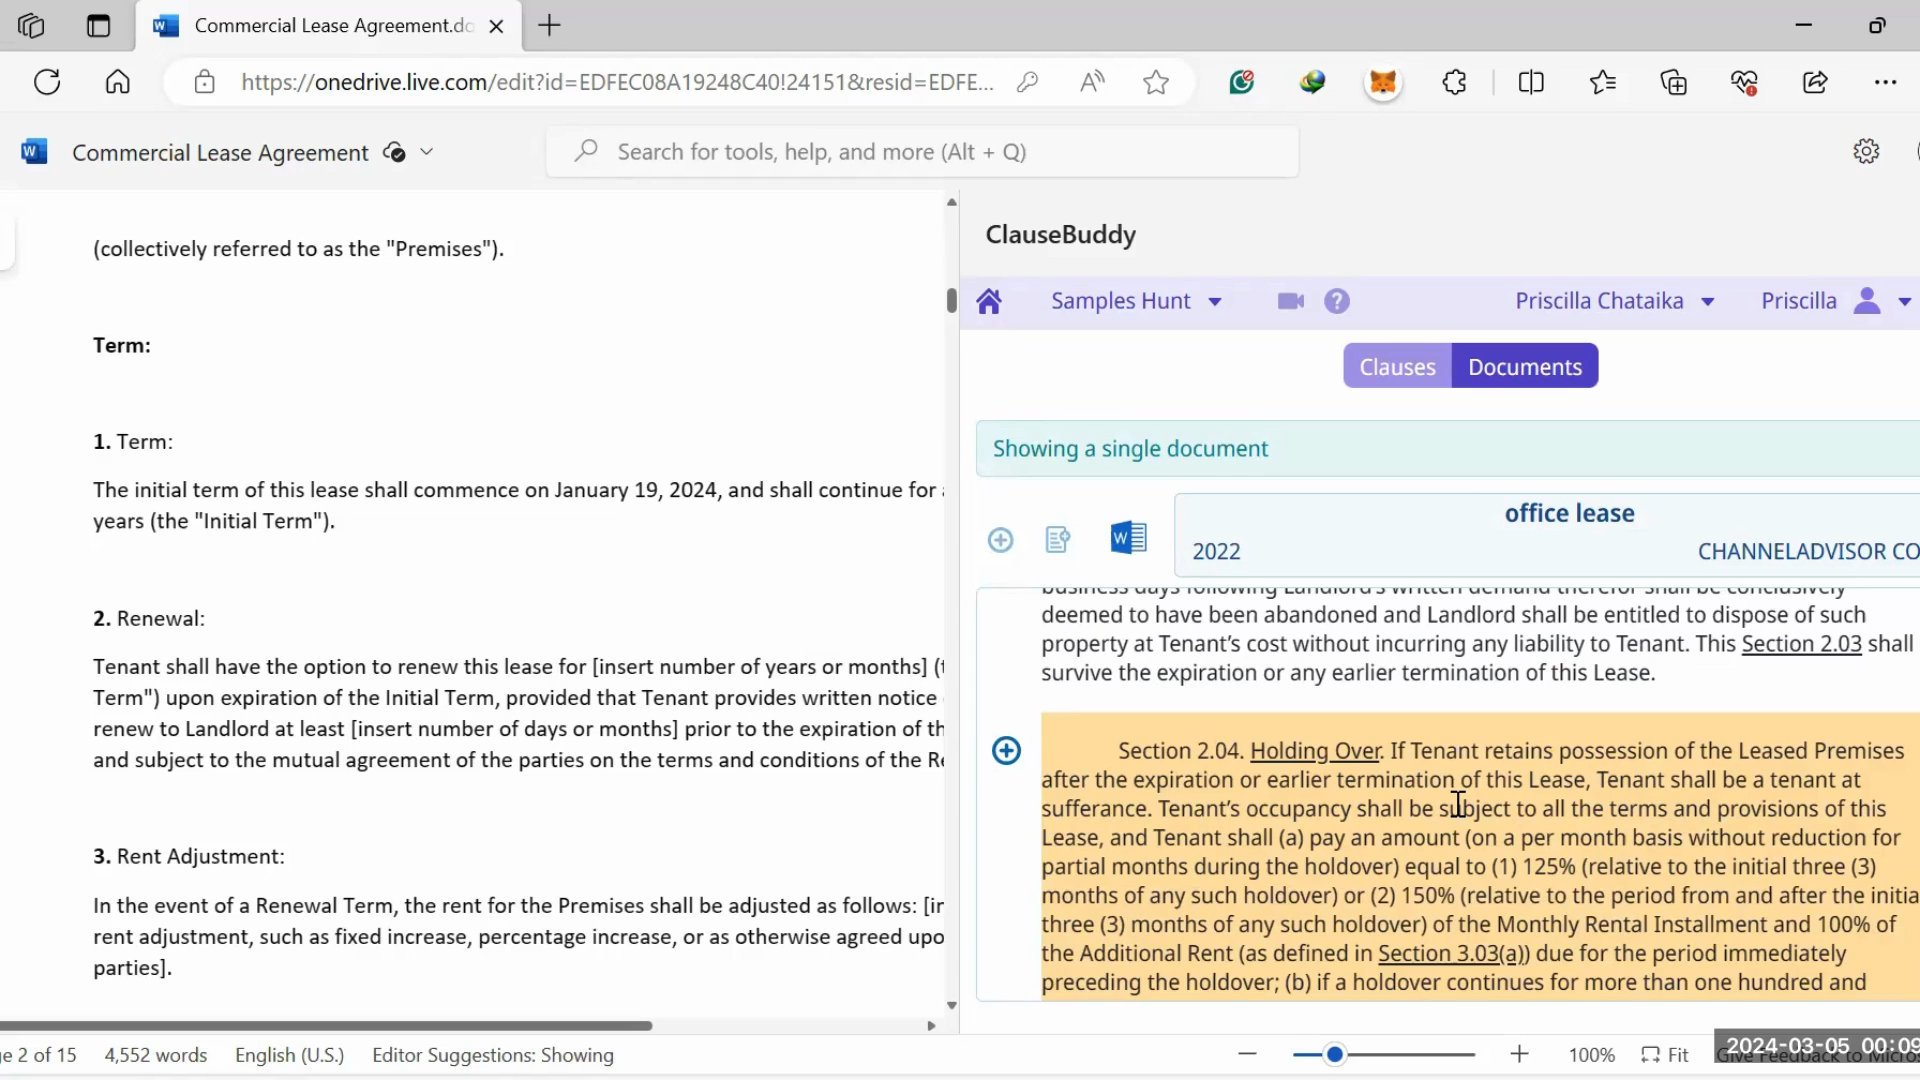 Commercial Lease Agreement.do
https://onedrive.live.com/edit?id=EDFEC08A19248C40!24151&resid=EDFE...
Commercial Lease Agreement
Search for tools, help, and more (Alt + Q)
(collectively referred to as the "Premises").
Term:
1. Term:
The initial term of this lease shall commence on January 19, 2024, and shall continue for
years (the "Initial Term").
2. Renewal:
Tenant shall have the option to renew this lease for [insert number of years or months] (
Term") upon expiration of the Initial Term, provided that Tenant provides written notice
renew to Landlord at least [insert number of days or months] prior to the expiration of
and subject to the mutual agreement of the parties on the terms and conditions of the
3. Rent Adjustment:
In the event of a Renewal Term, the rent for the Premises shall be adjusted as follows:
rent adjustment, such as fixed increase, percentage increase, or as otherwise agreed
parties].
ClauseBuddy
Samples Hunt
Priscilla Chataika
Priscilla
Clauses
Documents
Showing a single document
office lease
2022
CHANNELADVISOR CO
business days following Landlord's written demand therefor shall be conclusively
deemed to have been abandoned and Landlord shall be entitled to dispose of such
property at Tenant's cost without incurring any liability to Tenant. This Section 2.03 shall
survive the expiration or any earlier termination of this Lease.
Section 2.04. Holding Over. If Tenant retains possession of the Leased Premises
after the expiration or earlier termination of this Lease, Tenant shall be a tenant at
sufferance. Tenant's occupancy shall be subject to all the terms and provisions of this
Lease, and Tenant shall (a) pay an amount (on a per month basis without reduction for
partial months during the holdover) equal to (1) 125% (relative to the initial three (3)
months of any such holdover) or (2) 150% (relative to the period from and after the initia
three (3) months of any such holdover) of the Monthly Rental Installment and 100% of
the Additional Rent (as defined in Section 3.03(a)) due for the period immediately
preceding the holdover; (b) if a holdover continues for more than one hundred and
e 2 of 15
4,552 words
English (U.S.)
Editor Suggestions: Showing
100%
Fit
Give Feedback to Micros
2024-03-05 00:09